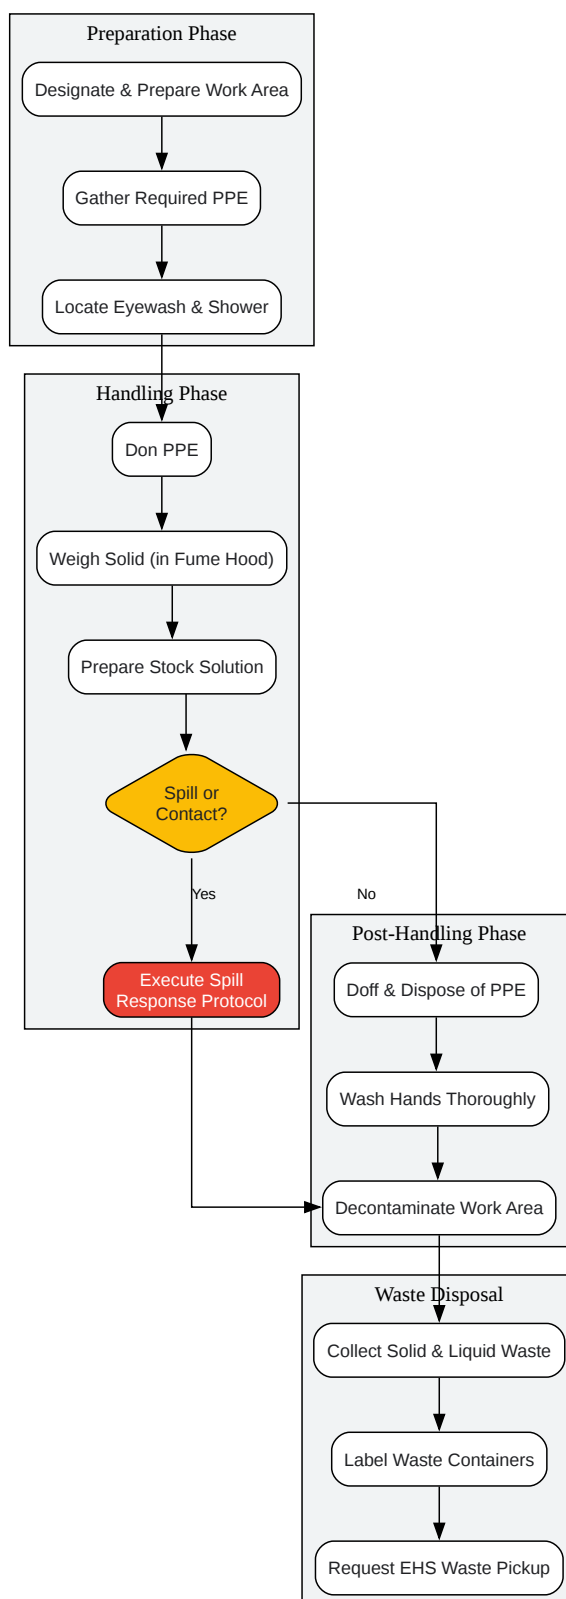 Preparation Phase
Designate & Prepare Work Area
Gather Required PPE
Locate Eyewash & Shower
Handling Phase
Don PPE
Weigh Solid (in Fume Hood)
Prepare Stock Solution
Spill or
Contact?
Yes
No
Execute Spill
Response Protocol
Post-Handling Phase
Doff & Dispose of PPE
Wash Hands Thoroughly
Decontaminate Work Area
Waste Disposal
Collect Solid & Liquid Waste
Label Waste Containers
Request EHS Waste Pickup